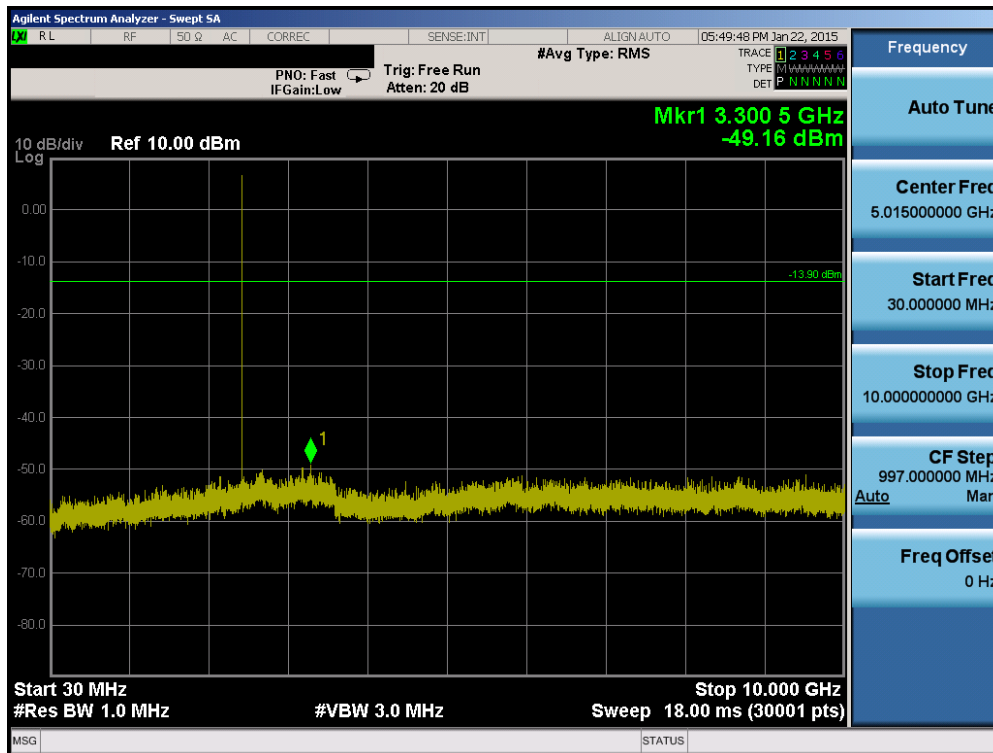 Agilent Spectrum Analyzer - Swept SA
LXI RL RF 50 Ω AC CORREC SENSE:INT ALIGN AUTO 05:49:48 PM Jan 22, 2015
#Avg Type: RMS TRACE 1 2 3 4 5 6
PNO: Fast Trig: Free Run TYPE M WWWWW
IFGain:Low Atten: 20 dB DET P N N N N N
Mkr1 3.300 5 GHz
-49.16 dBm
10 dB/div Ref 10.00 dBm
Log
0.00
-10.0
-13.90 dBm
-20.0
-30.0
-40.0
1
-50.0
-60.0
-70.0
-80.0
Start 30 MHz Stop 10.000 GHz
#Res BW 1.0 MHz #VBW 3.0 MHz Sweep 18.00 ms (30001 pts)
MSG STATUS
Frequency
Auto Tune
Center Freq
5.015000000 GHz
Start Freq
30.000000 MHz
Stop Freq
10.000000000 GHz
CF Step
997.000000 MHz
Auto Man
Freq Offset
0 Hz